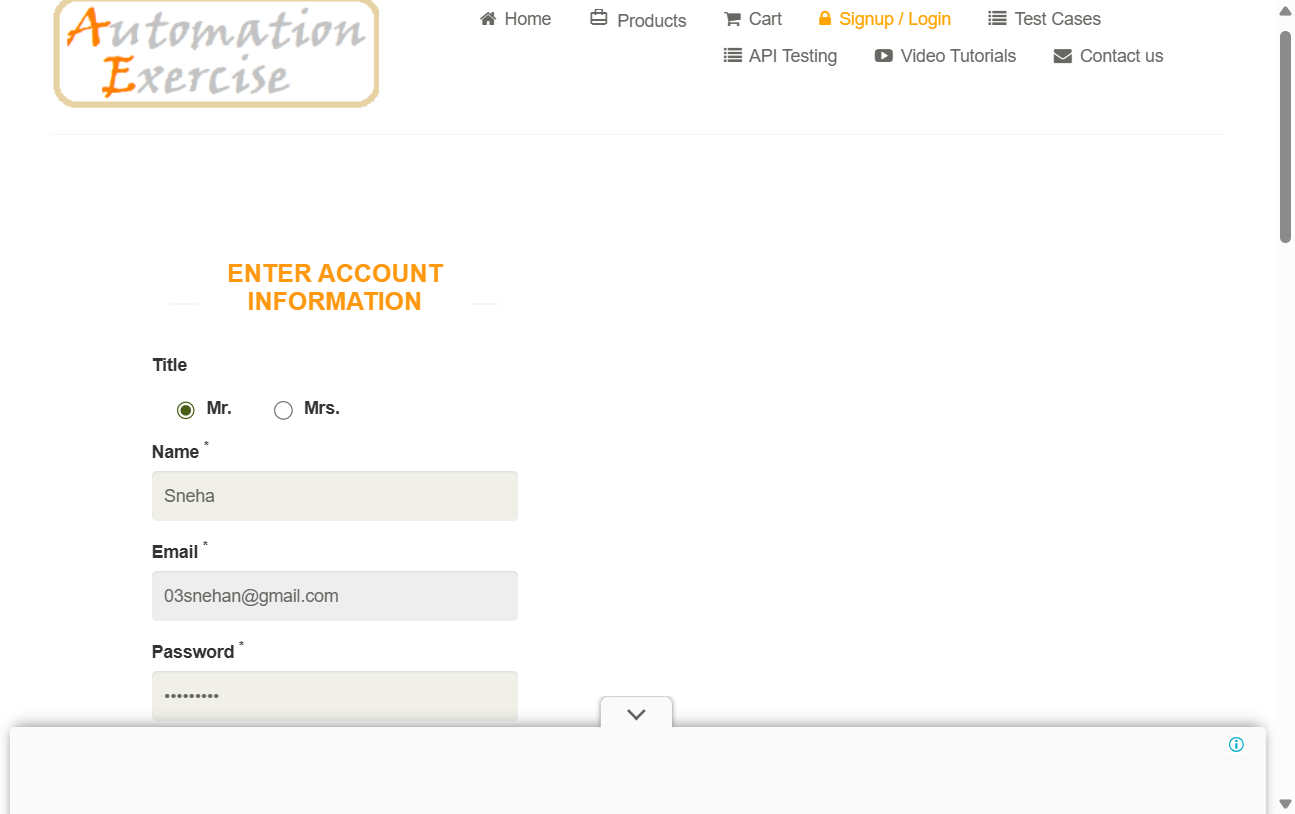 Automation
Exercise
Home
Products
Cart
Signup / Login
Test Cases
API Testing
Video Tutorials
Contact us
ENTER ACCOUNT
INFORMATION
Title
Mr.
Mrs.
Name *
Sneha
Email *
03snehan@gmail.com
Password *
•••••••••